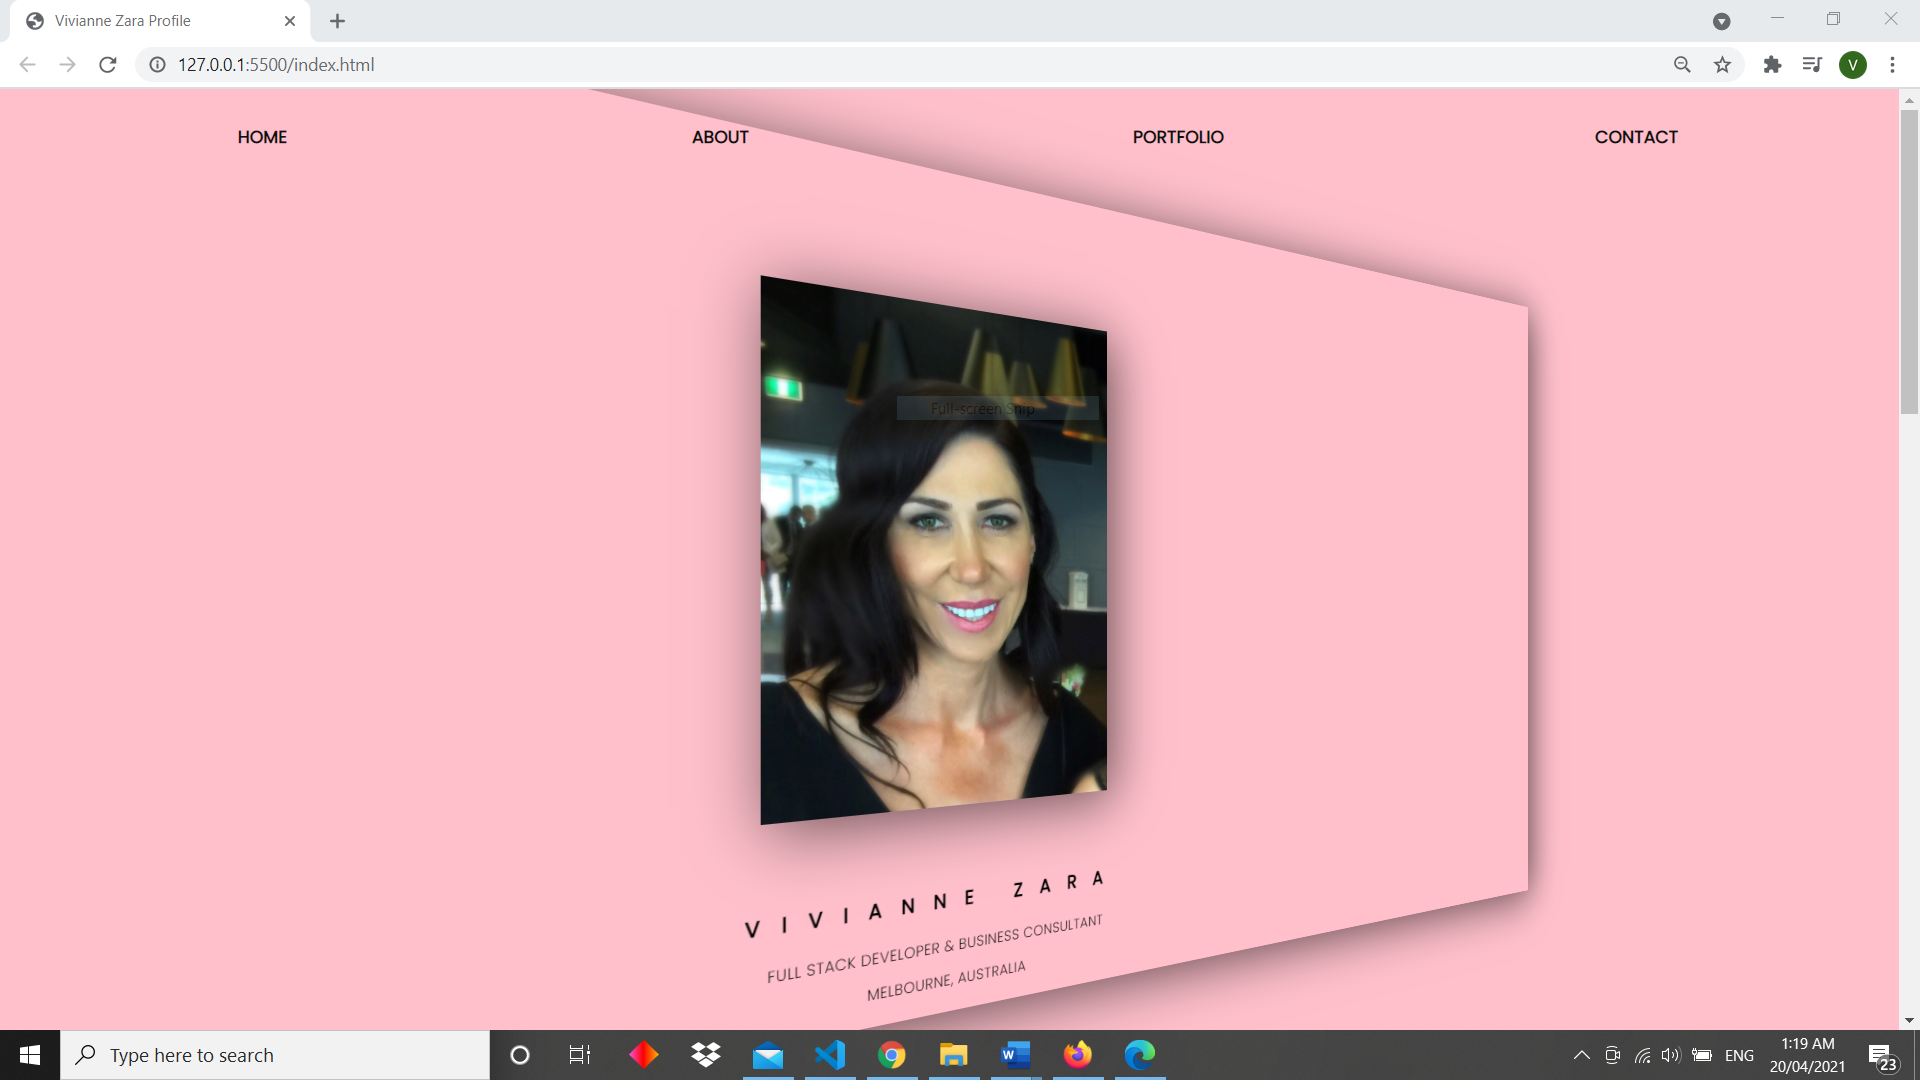 Vivianne Zara Profile
127.0.0.1:5500/index.html
V
HOME ABOUT PORTFOLIO CONTACT
Full-screen Snip
VIVIANNE ZARA
FULL STACK DEVELOPER & BUSINESS CONSULTANT
MELBOURNE, AUSTRALIA
Type here to search
W
ENG
1:19 AM
20/04/2021
23